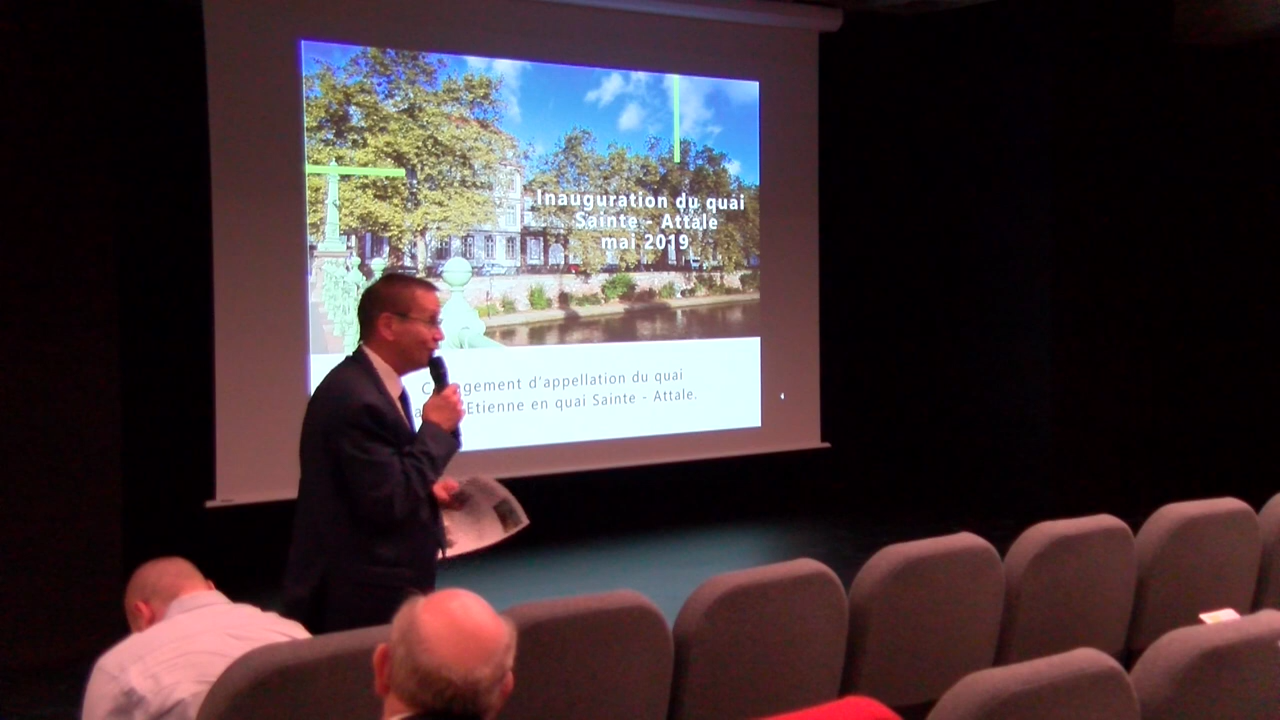 Inauguration du quai
Sainte - Attale
mai 2019
gement d'appellation du quai
Etienne en quai Sainte - Attale.